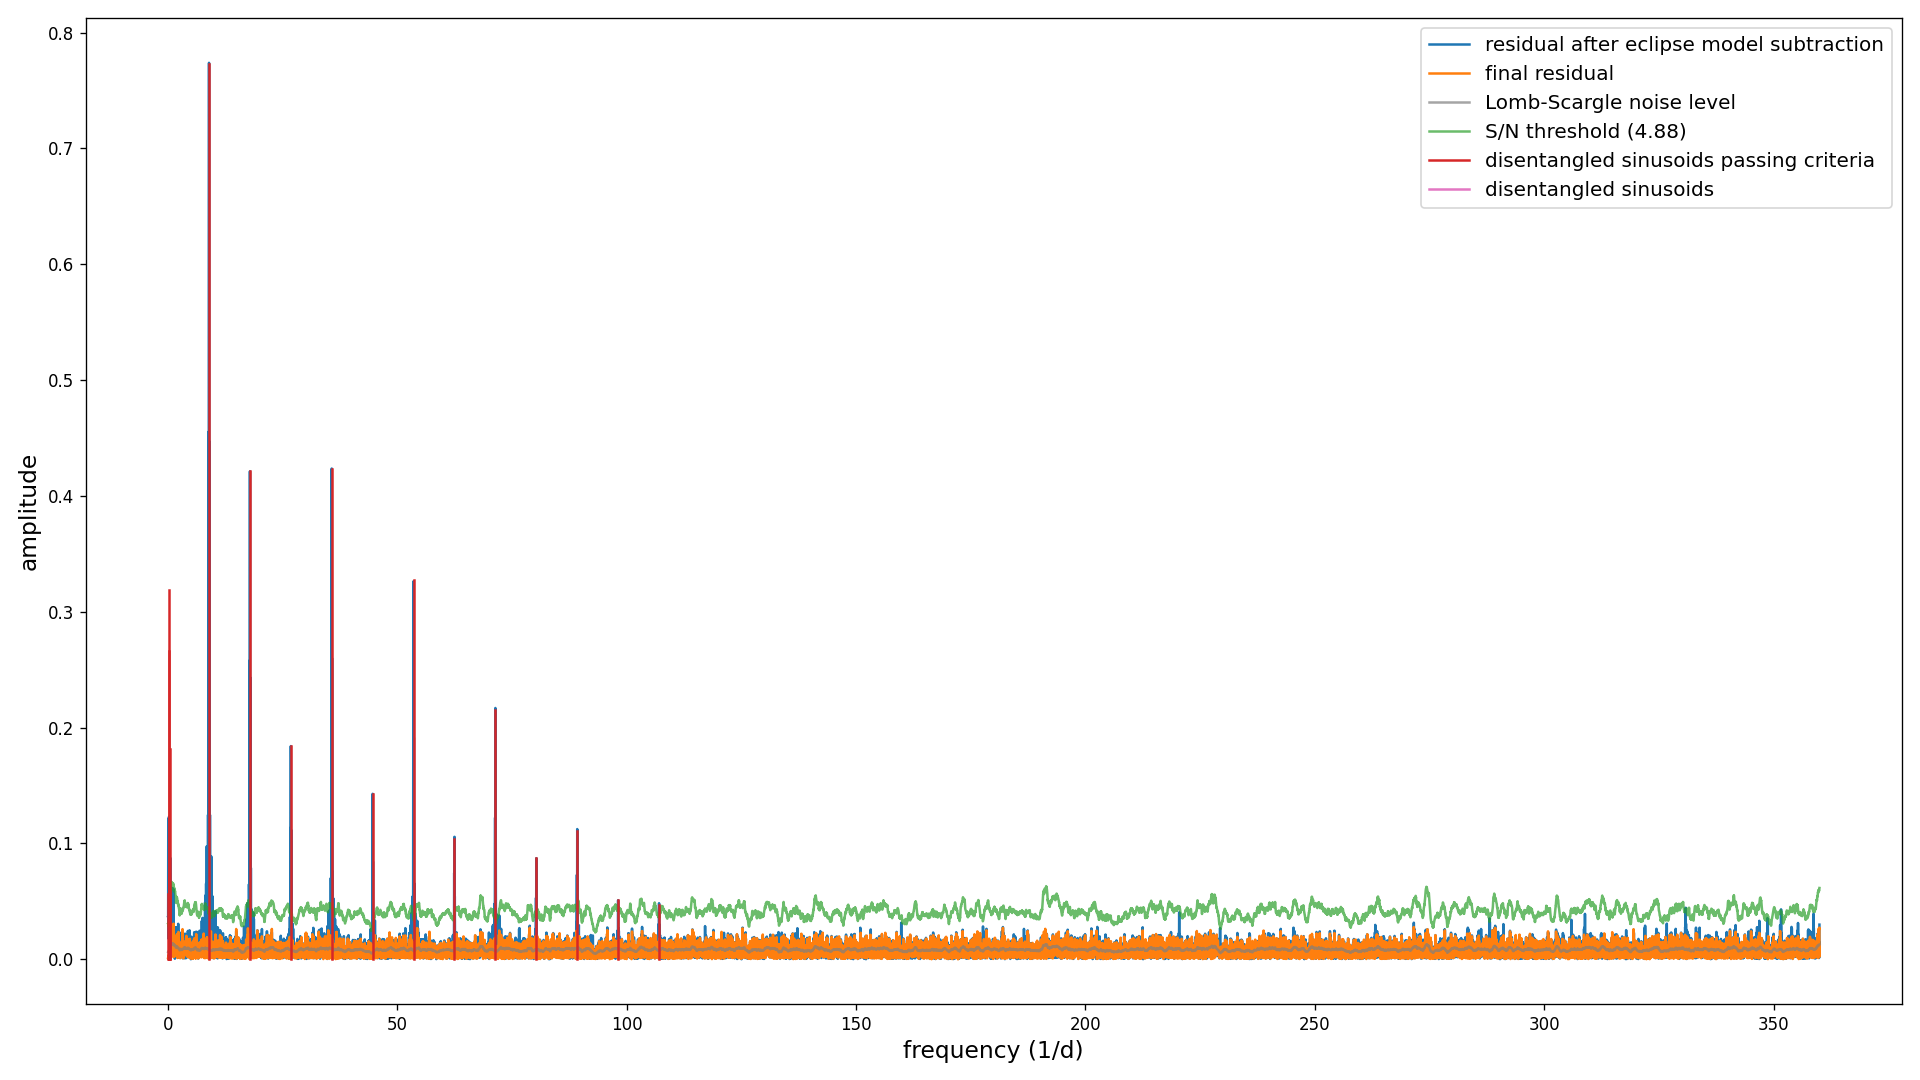 residual after eclipse model subtraction
final residual
Lomb-Scargle noise level
S/N threshold (4.88)
disentangled sinusoids passing criteria
disentangled sinusoids
amplitude
0.8
0.7
0.6
0.5
0.4
0.3
0.2
0.1
0.0
0 50 100 150 200 250 300 350
frequency (1/d)